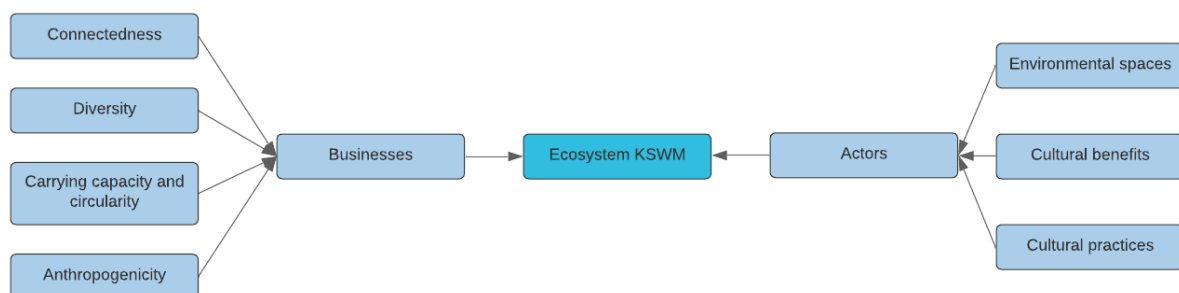 Connectedness
Diversity
Carrying capacity and
circularity
Anthropogenicity
Businesses
Ecosystem KSWM
Actors
Environmental spaces
Cultural benefits
Cultural practices